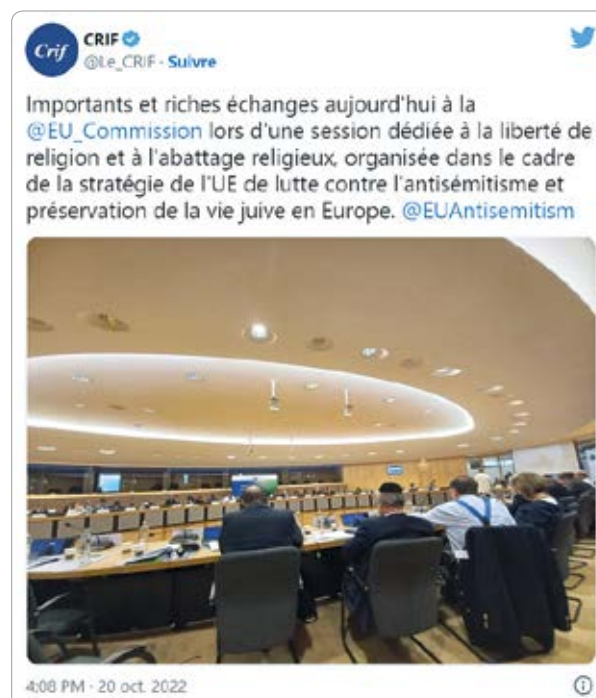 Crif
CRIF
@Le_CRIF · Suivre
Importants et riches échanges aujourd'hui à la
@EU_Commission lors d'une session dédiée à la liberté de
religion et à l'abattage religieux, organisée dans le cadre
de la stratégie de l'UE de lutte contre l'antisémitisme et
préservation de la vie juive en Europe. @EUAntisemitism
4:08 PM · 20 oct. 2022